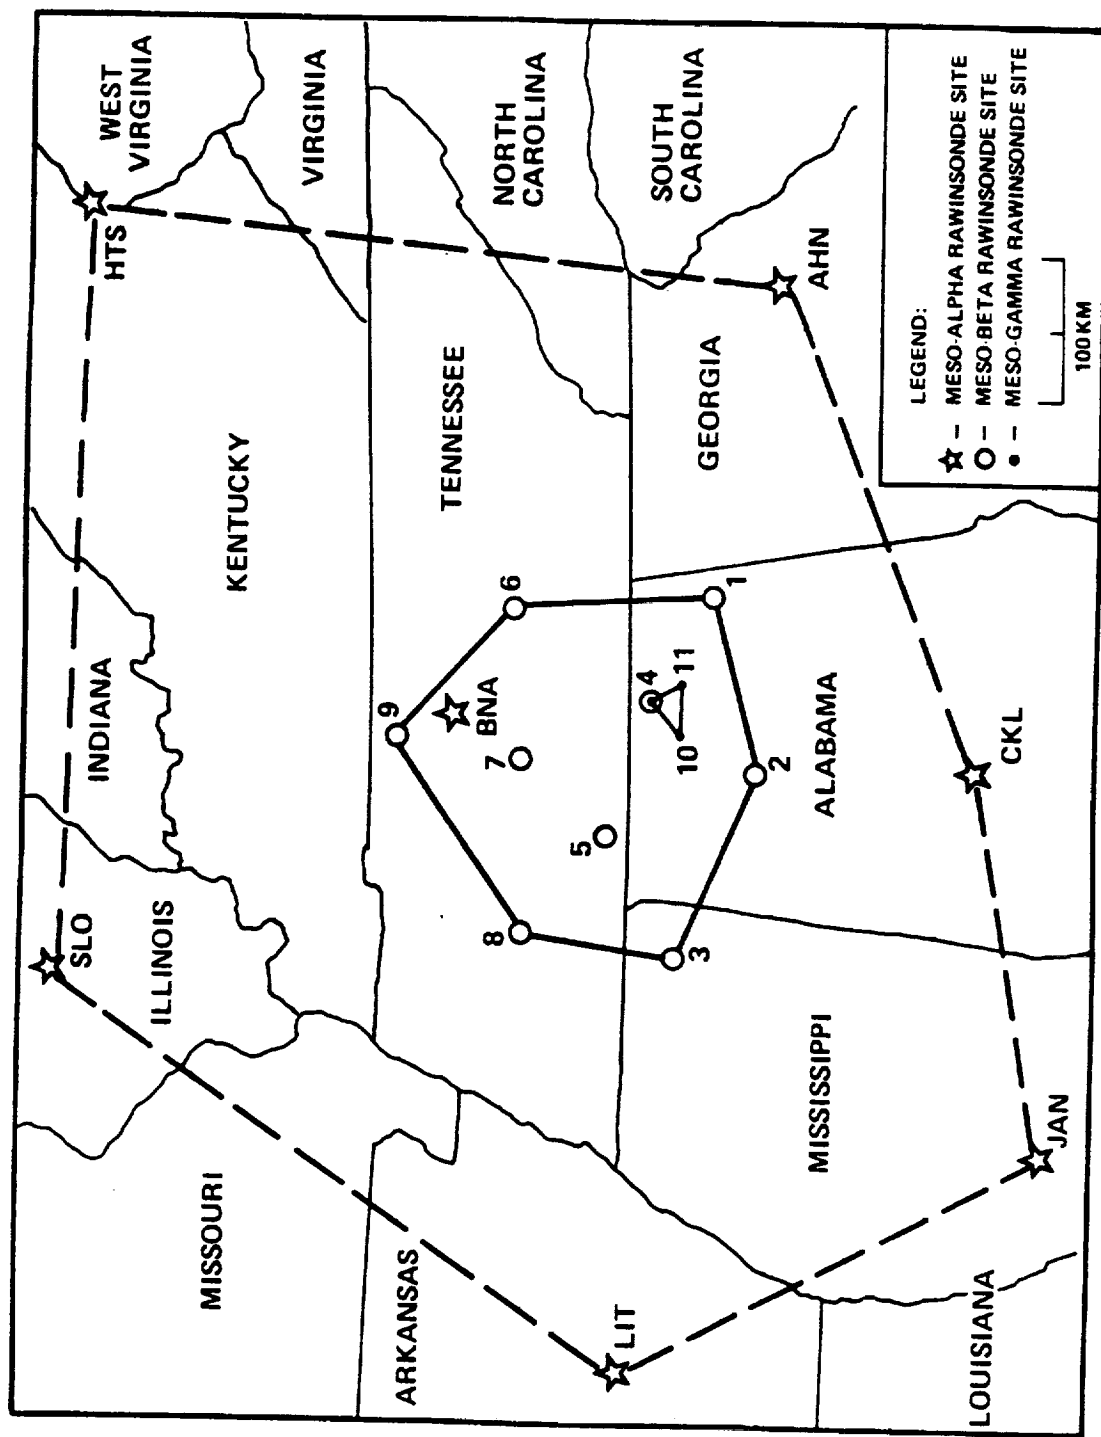 SLO
HTS
INDIANA
WEST
VIRGINIA
ILLINOIS
MISSOURI
KENTUCKY
VIRGINIA
9
BNA
6
TENNESSEE
ARKANSAS
8
7
5
NORTH
CAROLINA
LIT
4
10
11
3
1
2
GEORGIA
SOUTH
CAROLINA
AHN
MISSISSIPPI
ALABAMA
CKL
LOUISIANA
JAN
LEGEND:
☆ – MESO-ALPHA RAWINSONDE SITE
○ – MESO-BETA RAWINSONDE SITE
● – MESO-GAMMA RAWINSONDE SITE
100 KM